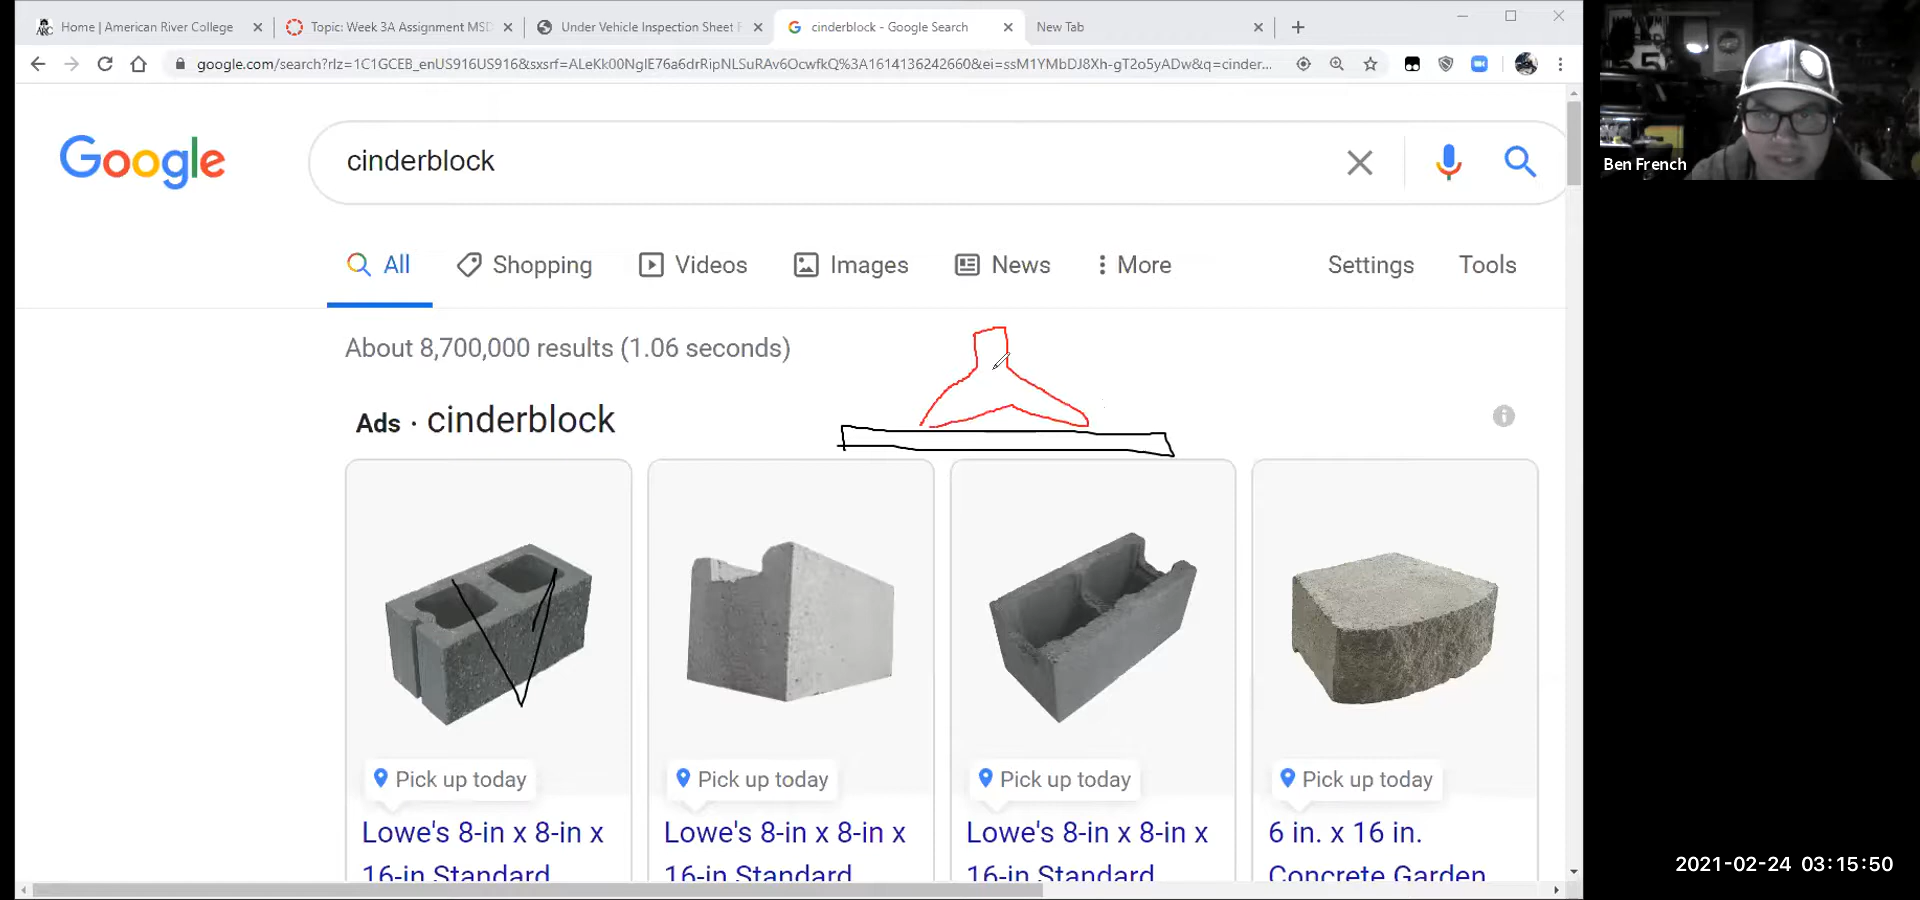 Home | American River College
Topic: Week 3A Assignment MSD
Under Vehicle Inspection Sheet F
cinderblock - Google Search
New Tab
google.com/search?rlz=1C1GCEB_enUS916US916&sxsrf=ALeKk00NgIE76a6drRipNLSuRAv6OcwfkQ%3A1614136242660&ei=ssM1YMbDJ8Xh-gT2o5yADw&q=cinder...
Google
cinderblock
All
Shopping
Videos
Images
News
More
Settings
Tools
About 8,700,000 results (1.06 seconds)
Ads · cinderblock
Pick up today
Pick up today
Pick up today
Pick up today
Lowe's 8-in x 8-in x
16-in Standard
Lowe's 8-in x 8-in x
16-in Standard
Lowe's 8-in x 8-in x
16-in Standard
6 in. x 16 in.
Concrete Garden
Ben French
2021-02-24 03:15:50